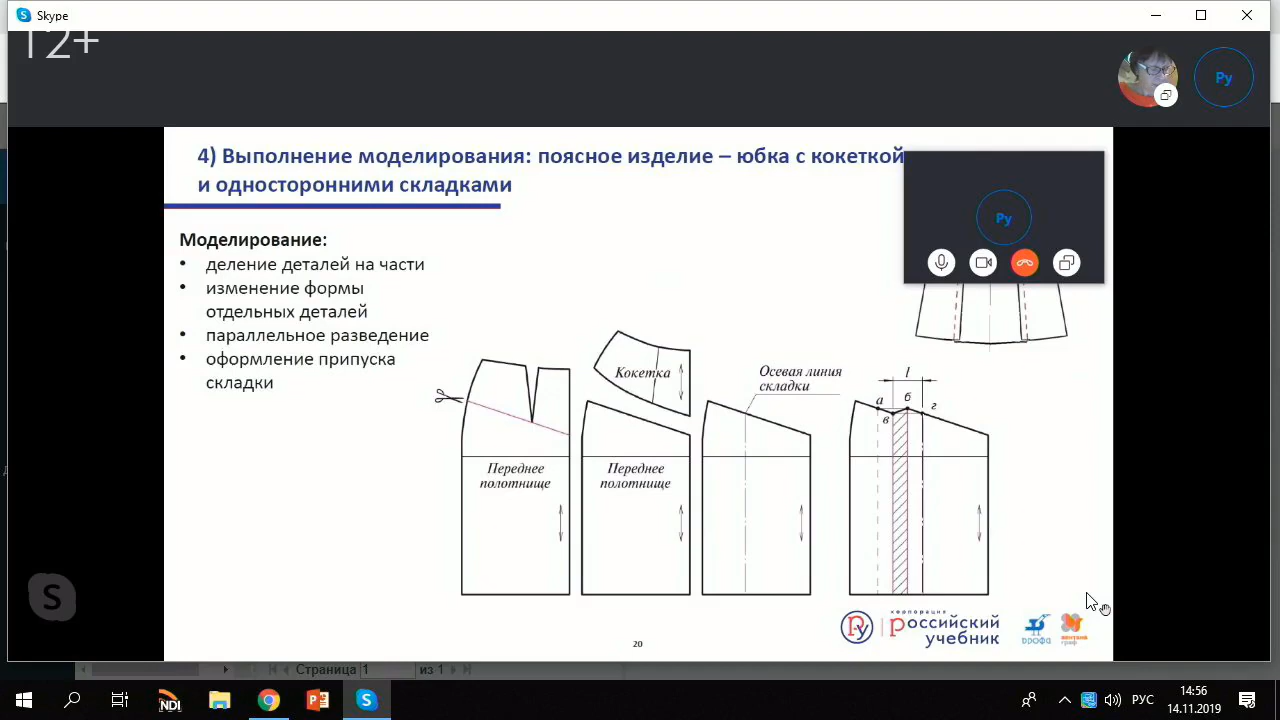 Skype
12+
Ру
4) Выполнение моделирования: поясное изделие – юбка с кокеткой
и односторонними складками
Ру
Моделирование:
• деление деталей на части
• изменение формы
отдельных деталей
• параллельное разведение
• оформление припуска
складки
Кокетка
Осевая линия
складки
l
а
б
в
г
Переднее
полотнище
Переднее
полотнище
корпорация
российский
учебник
дрофа
вентана
граф
20
Страница 1 из 1
NDI
РУС
14:56
14.11.2019